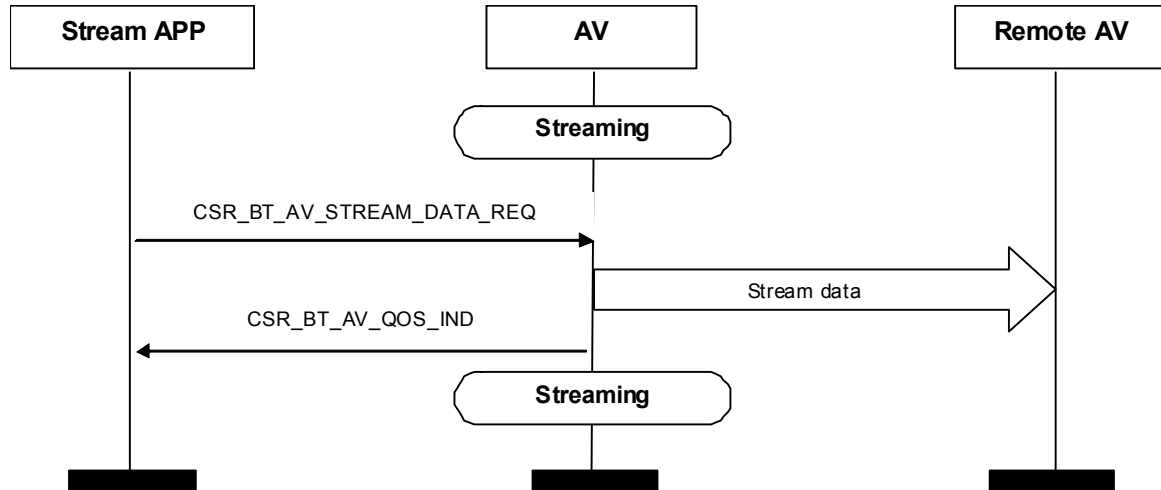 Stream APP
AV
Remote AV
Streaming
CSR_BT_AV_STREAM_DATA_REQ
Stream data
CSR_BT_AV_QOS_IND
Streaming